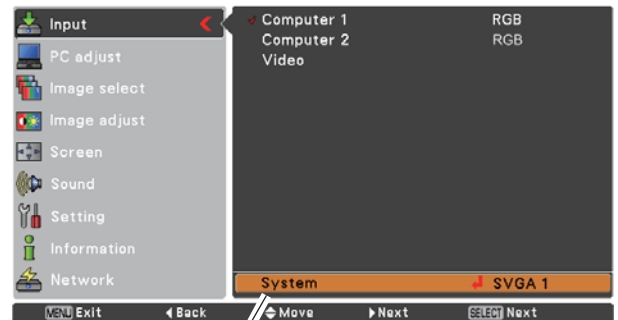 Input
PC adjust
Image select
Image adjust
Screen
Sound
Setting
Information
Network
Computer 1 RGB
Computer 2 RGB
Video
System SVGA 1
MENU Exit Back Move Next SELECT Next